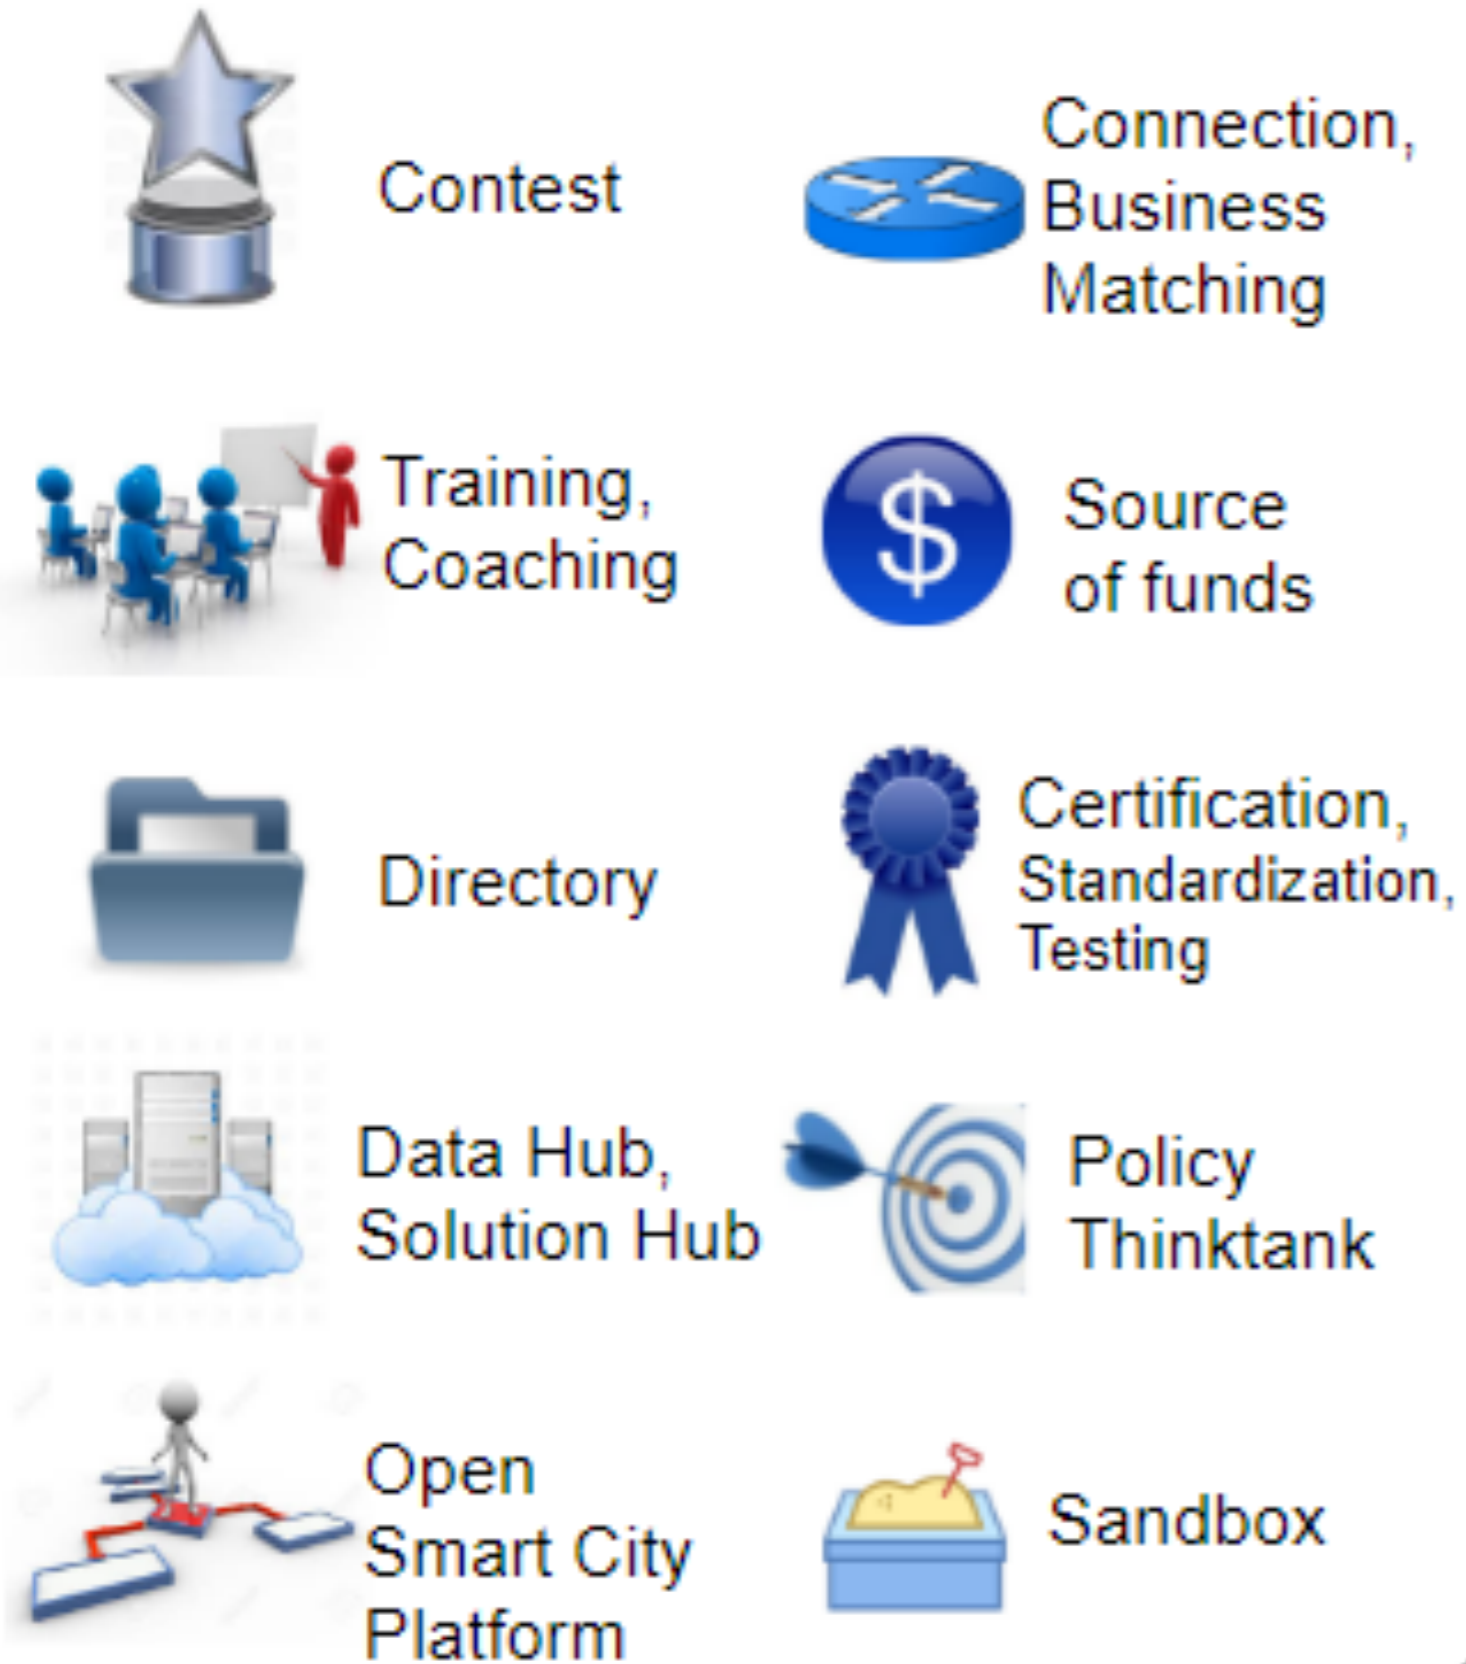 Contest
Connection,
Business
Matching
Training,
Coaching
$
Source
of funds
Directory
Certification,
Standardization,
Testing
Data Hub,
Solution Hub
Policy
Thinktank
Open
Smart City
Platform
Sandbox